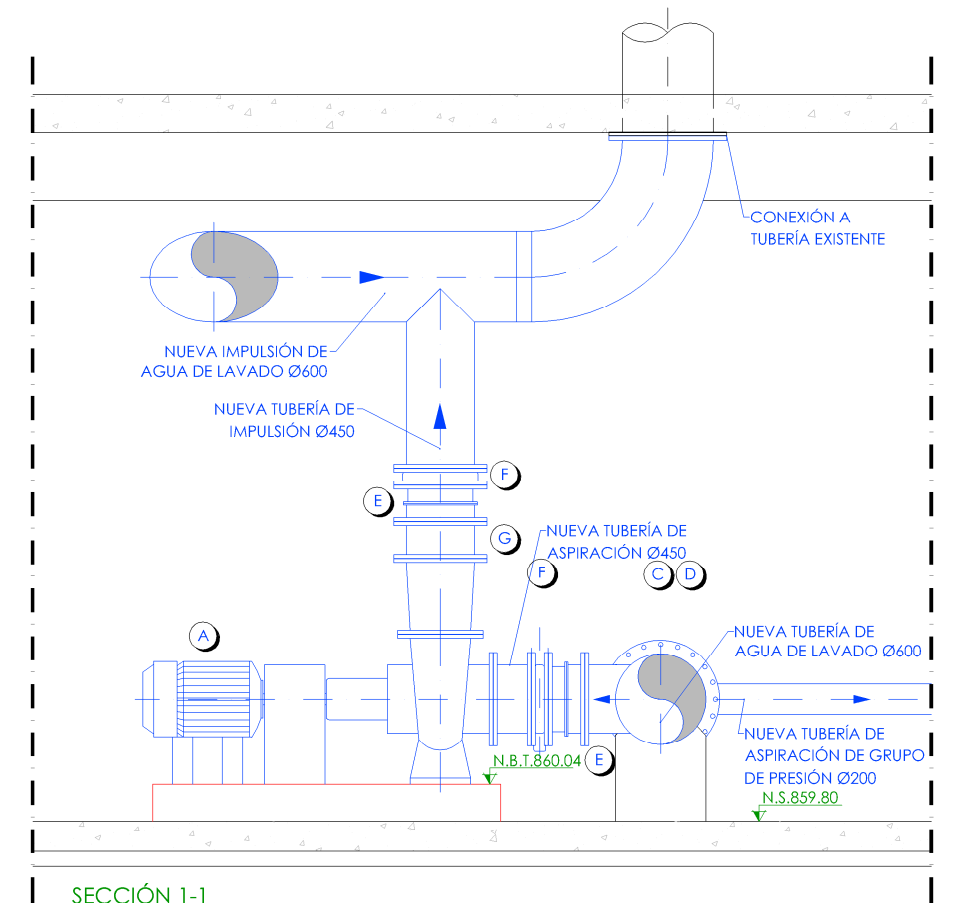 CONEXIÓN A
TUBERÍA EXISTENTE
NUEVA IMPULSIÓN DE
AGUA DE LAVADO Ø600
NUEVA TUBERÍA DE
IMPULSIÓN Ø450
F
E
G
NUEVA TUBERÍA DE
ASPIRACIÓN Ø450
F
C
D
A
NUEVA TUBERÍA DE
AGUA DE LAVADO Ø600
NUEVA TUBERÍA DE
ASPIRACIÓN DE GRUPO
DE PRESIÓN Ø200
N.B.T.860.04
E
N.S.859.80
SECCIÓN 1-1